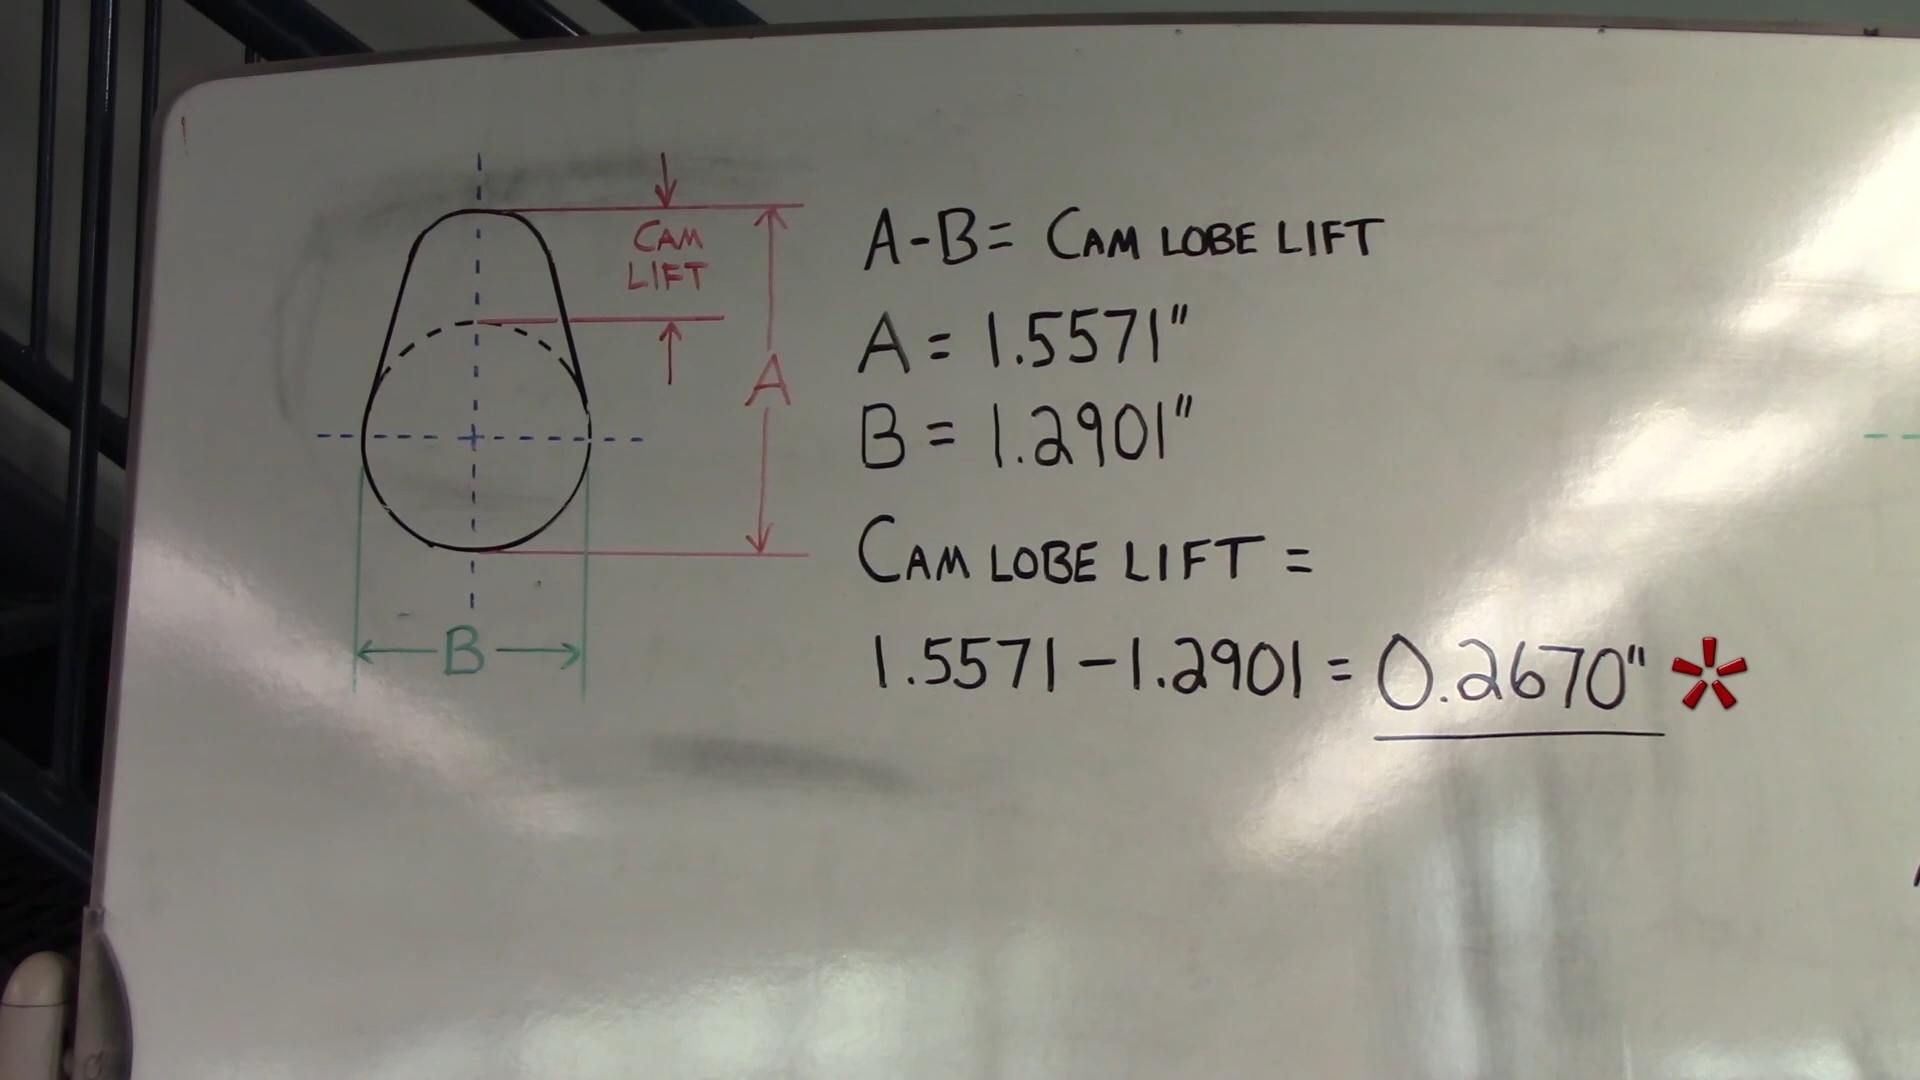 CAM
LIFT
A
B
A-B= CAM LOBE LIFT
A = 1.5571"
B = 1.2901"
CAM LOBE LIFT =
1.5571-1.2901 = 0.2670" *